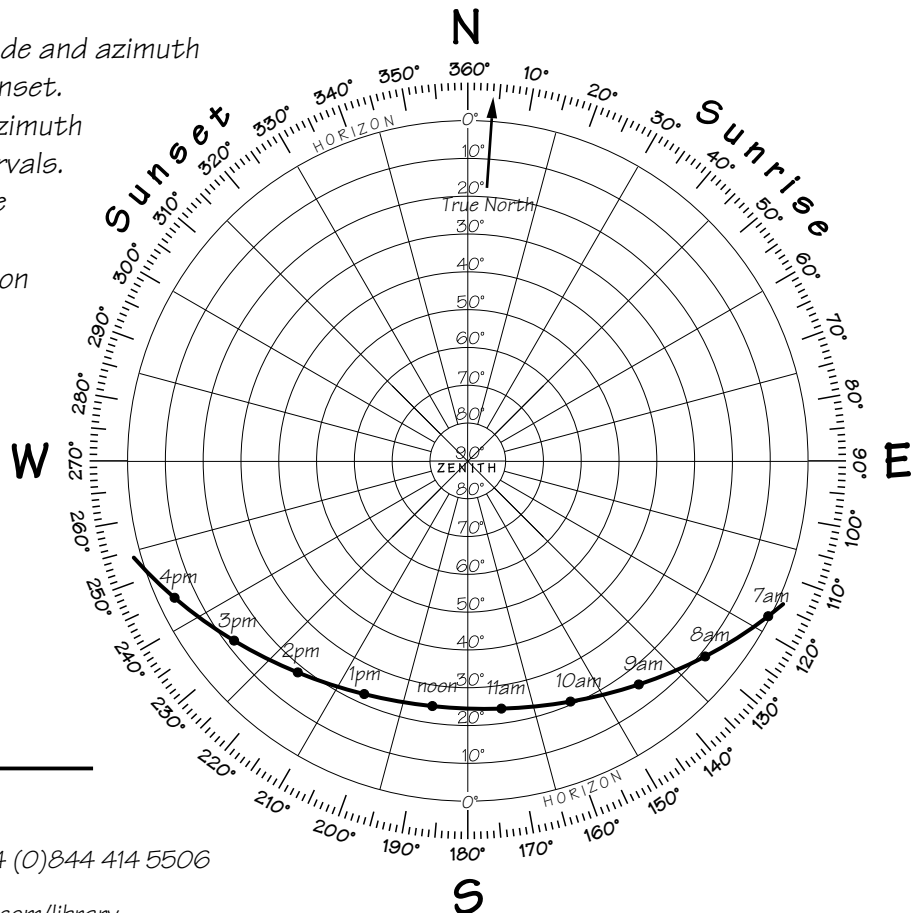 de and azimuth
nset.
zimuth
rvals.
e
on
4 (0)844 414 5506
com/library
N
360° 10° 20° 30° 40° 50° 60° 70° 80° 90° 100° 110° 120° 130° 140° 150° 160° 170° 180° 190° 200° 210° 220° 230° 240° 250° 260° 270° 280° 290° 300° 310° 320° 330° 340° 350°
Sunset
Sunrise
HORIZON
0°
10°
20°
True North
30°
40°
50°
60°
70°
80°
90°
ZENITH
80°
70°
60°
50°
40°
30°
20°
10°
0°
W
E
4pm
3pm
2pm
1pm
noon
11am
10am
9am
8am
7am
HORIZON
S